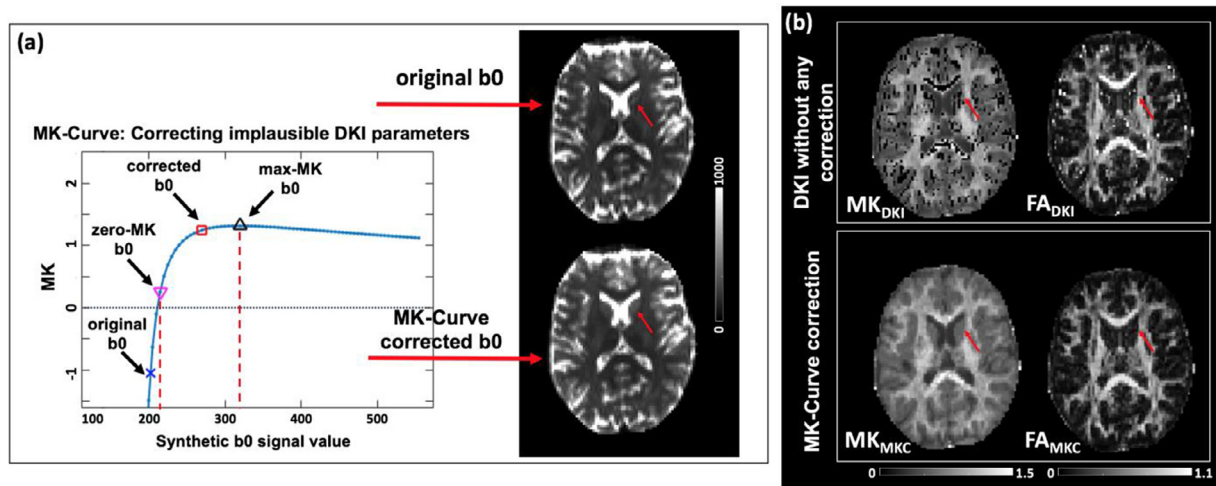 (a)
original b0
MK-Curve: Correcting implausible DKI parameters
corrected
b0
max-MK
b0
zero-MK
b0
original
b0
MK
2
1
0
-1
100 200 300 400 500
Synthetic b0 signal value
MK-Curve
corrected b0
1000
0
(b)
DKI without any
correction
MKDKI
FADKI
MK-Curve correction
MKMKC
FAMKC
0 1.5 0 1.1